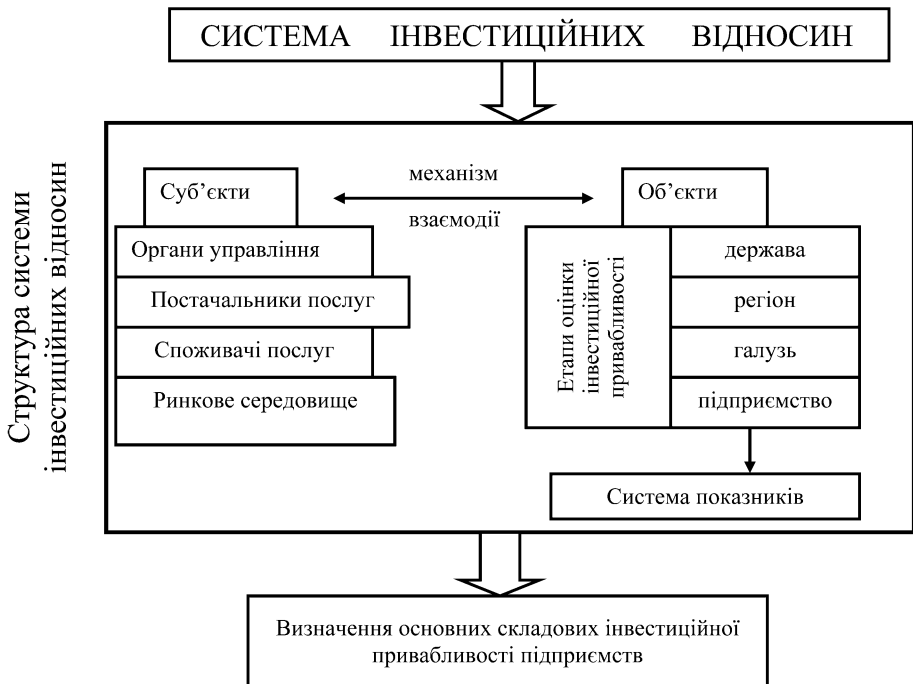 СИСТЕМА ІНВЕСТИЦІЙНИХ ВІДНОСИН
Структура системи
інвестиційних відносин
Суб’єкти
механізм
взаємодії
Об’єкти
Органи управління
Постачальники послуг
Споживачі послуг
Ринкове середовище
Етапи оцінки
інвестиційної
привабливості
держава
регіон
галузь
підприємство
Система показників
Визначення основних складових інвестиційної
привабливості підприємств